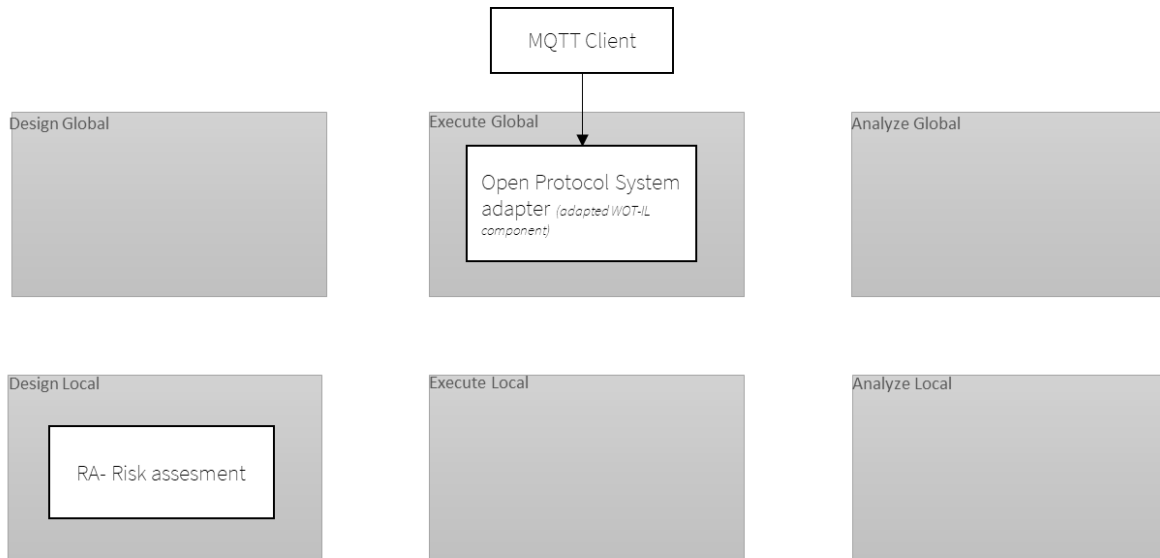 MQTT Client
Design Global
Execute Global
Analyze Global
Open Protocol System
adapter (adapted WOT-IL
component)
Design Local
Execute Local
Analyze Local
RA- Risk assesment